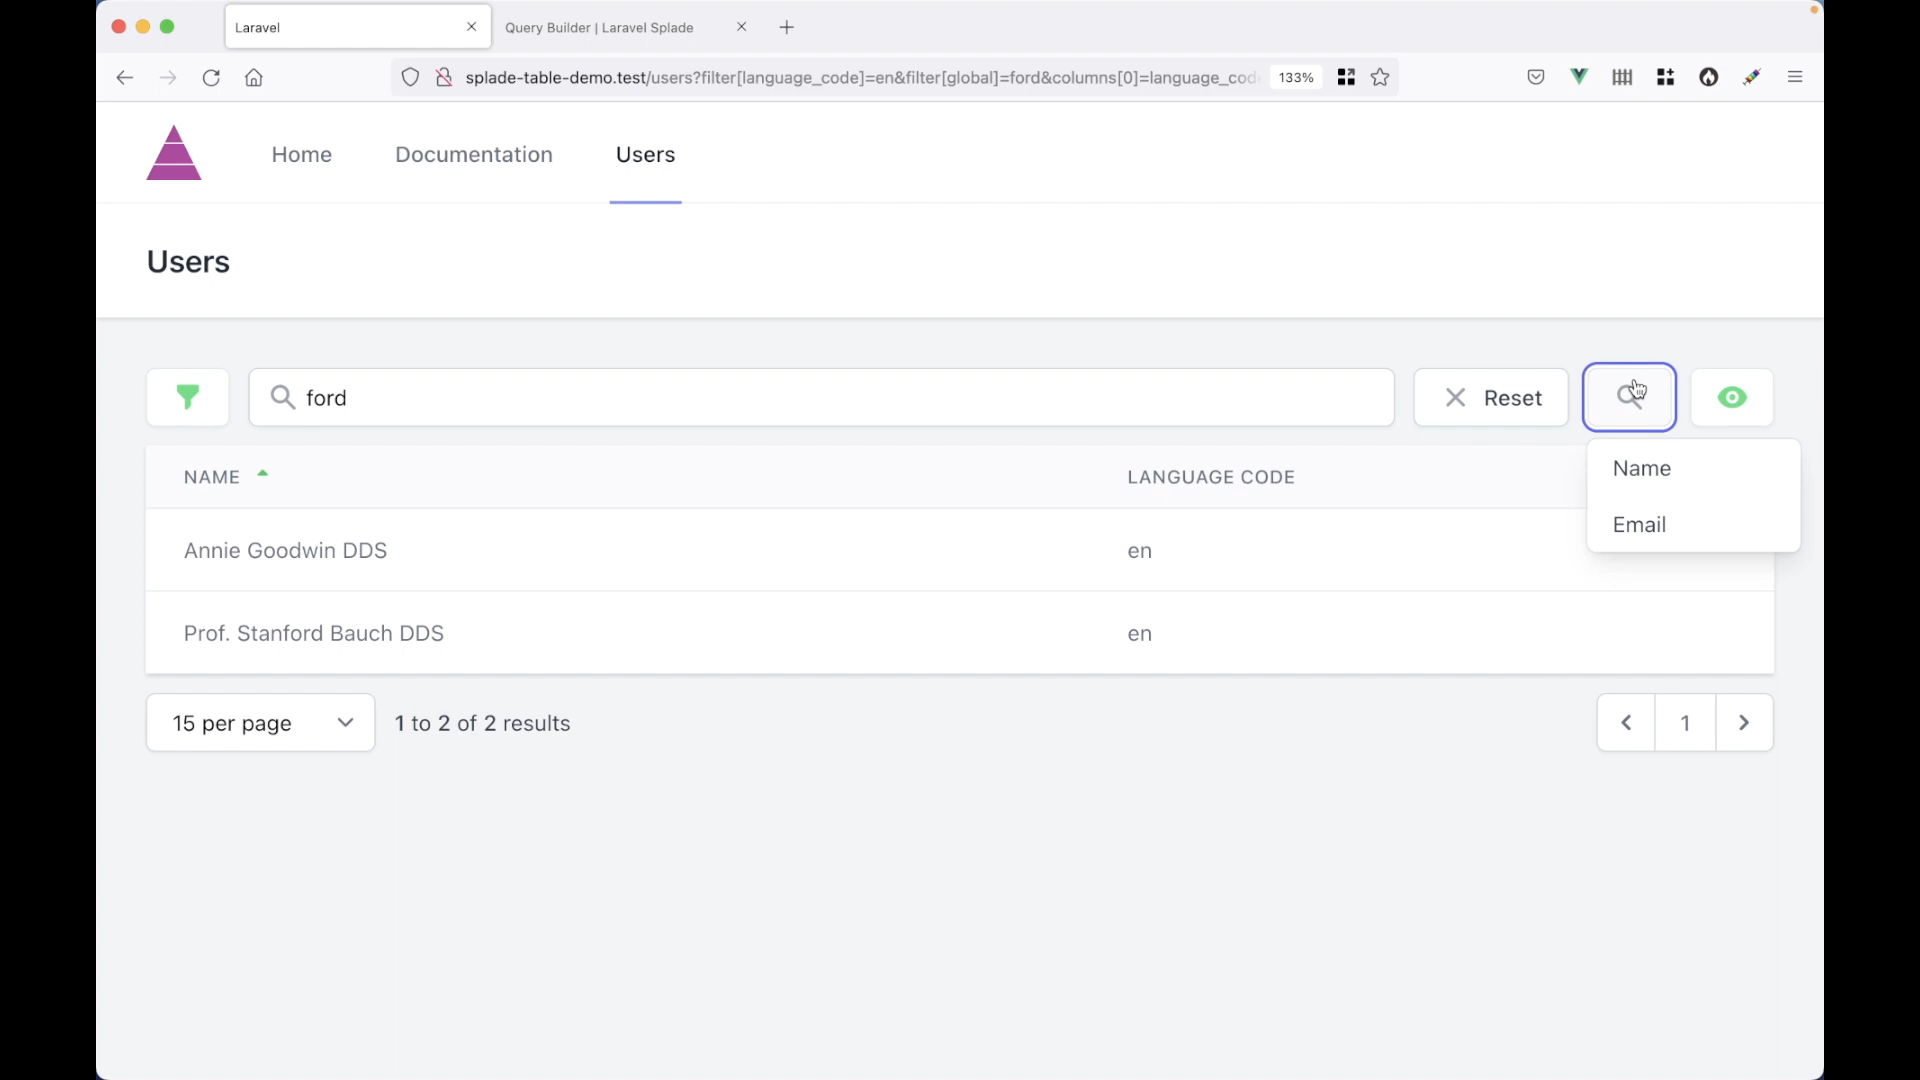 Laravel
Query Builder | Laravel Splade
splade-table-demo.test/users?filter[language_code]=en&filter[global]=ford&columns[0]=language_cod
133%
Home
Documentation
Users
Users
ford
Reset
NAME
LANGUAGE CODE
Name
Email
Annie Goodwin DDS
en
Prof. Stanford Bauch DDS
en
15 per page
1 to 2 of 2 results
1